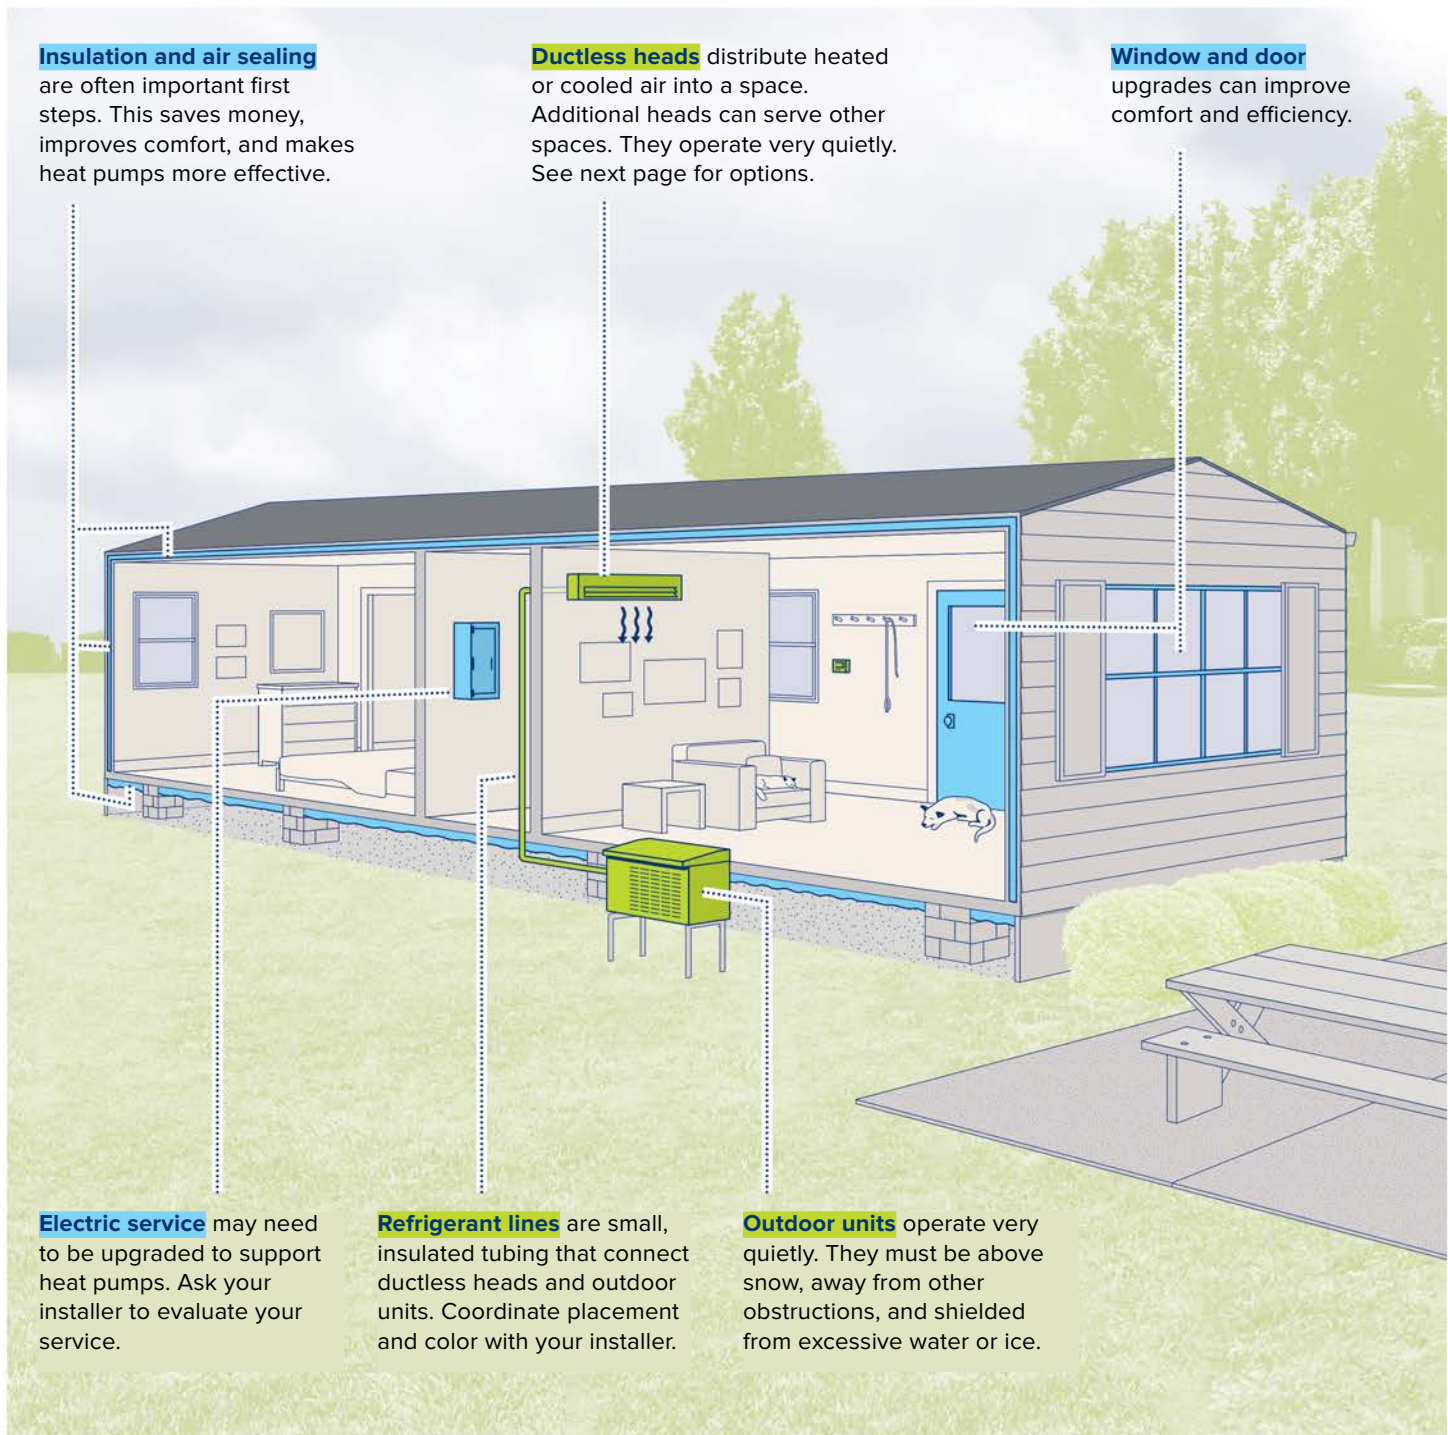 Insulation and air sealing
are often important first
steps. This saves money,
improves comfort, and makes
heat pumps more effective.
Ductless heads distribute heated
or cooled air into a space.
Additional heads can serve other
spaces. They operate very quietly.
See next page for options.
Window and door
upgrades can improve
comfort and efficiency.
Electric service may need
to be upgraded to support
heat pumps. Ask your
installer to evaluate your
service.
Refrigerant lines are small,
insulated tubing that connect
ductless heads and outdoor
units. Coordinate placement
and color with your installer.
Outdoor units operate very
quietly. They must be above
snow, away from other
obstructions, and shielded
from excessive water or ice.